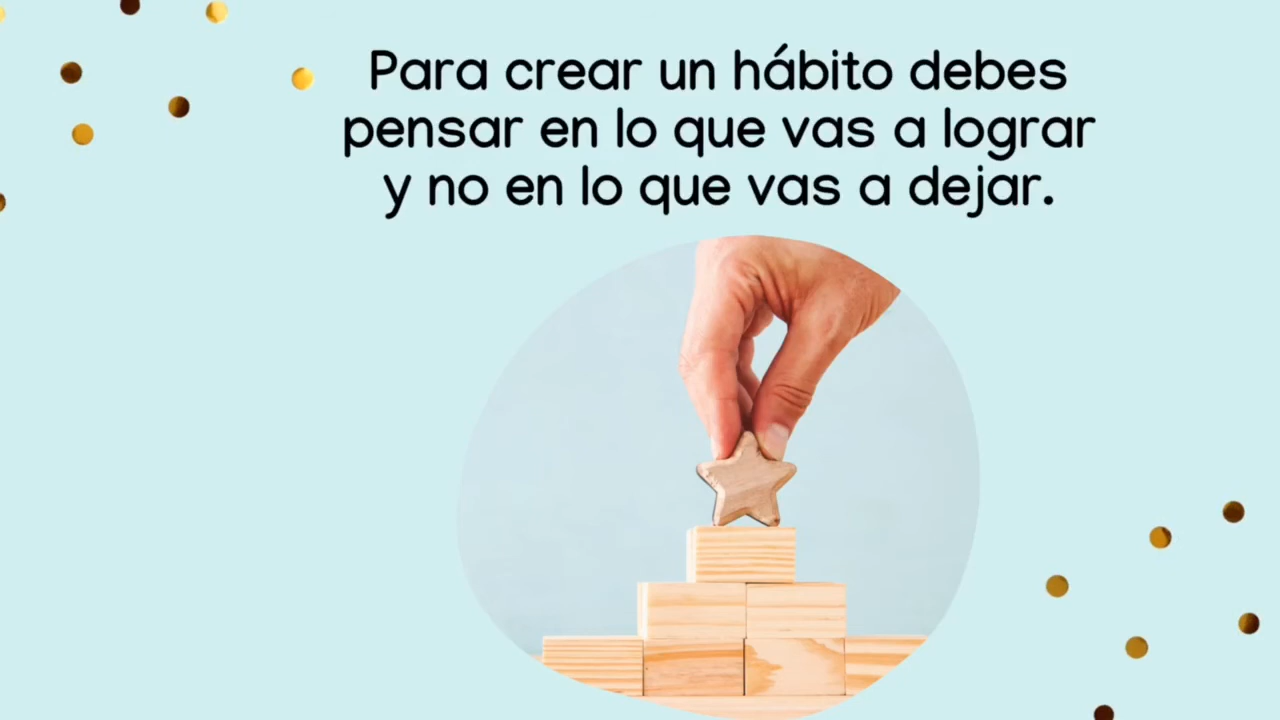 Para crear un hábito debes
pensar en lo que vas a lograr
y no en lo que vas a dejar.